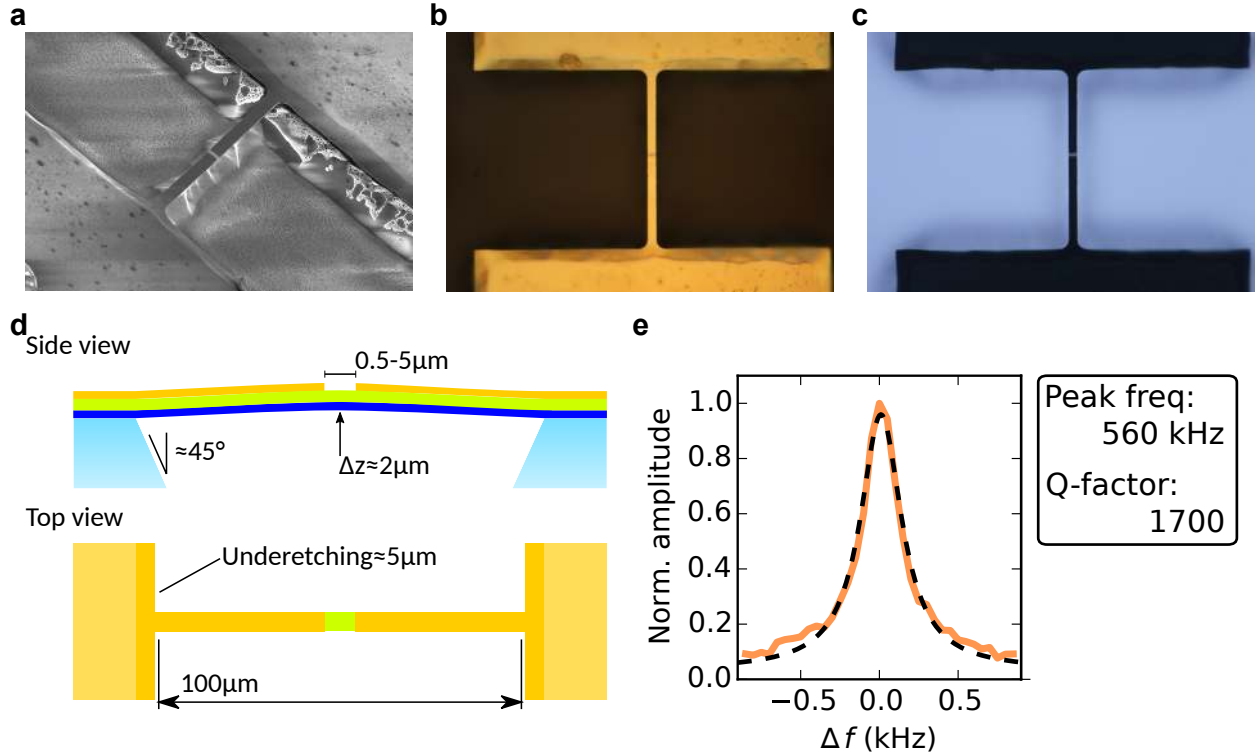 a
b
c
d
Side view
0.5-5μm
≈45°
Δz≈2μm
Top view
Underetching≈5μm
100μm
e
Norm. amplitude
1.0
0.8
0.6
0.4
0.2
0.0
−0.5
0.0
0.5
Δ f (kHz)
Peak freq:
560 kHz
Q-factor:
1700